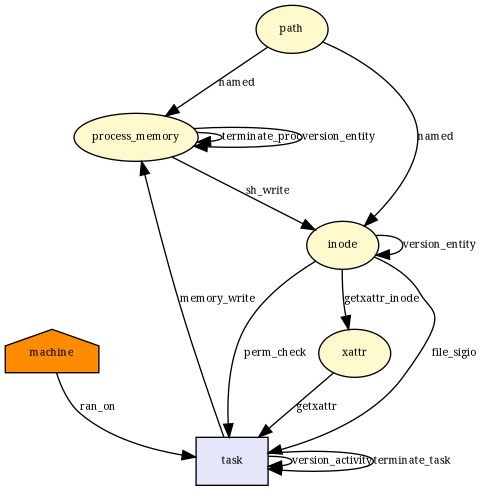 path
named
named
process_memory
terminate_proc
version_entity
sh_write
inode
version_entity
memory_write
getxattr_inode
machine
perm_check
xattr
file_sigio
ran_on
getxattr
task
version_activity
terminate_task